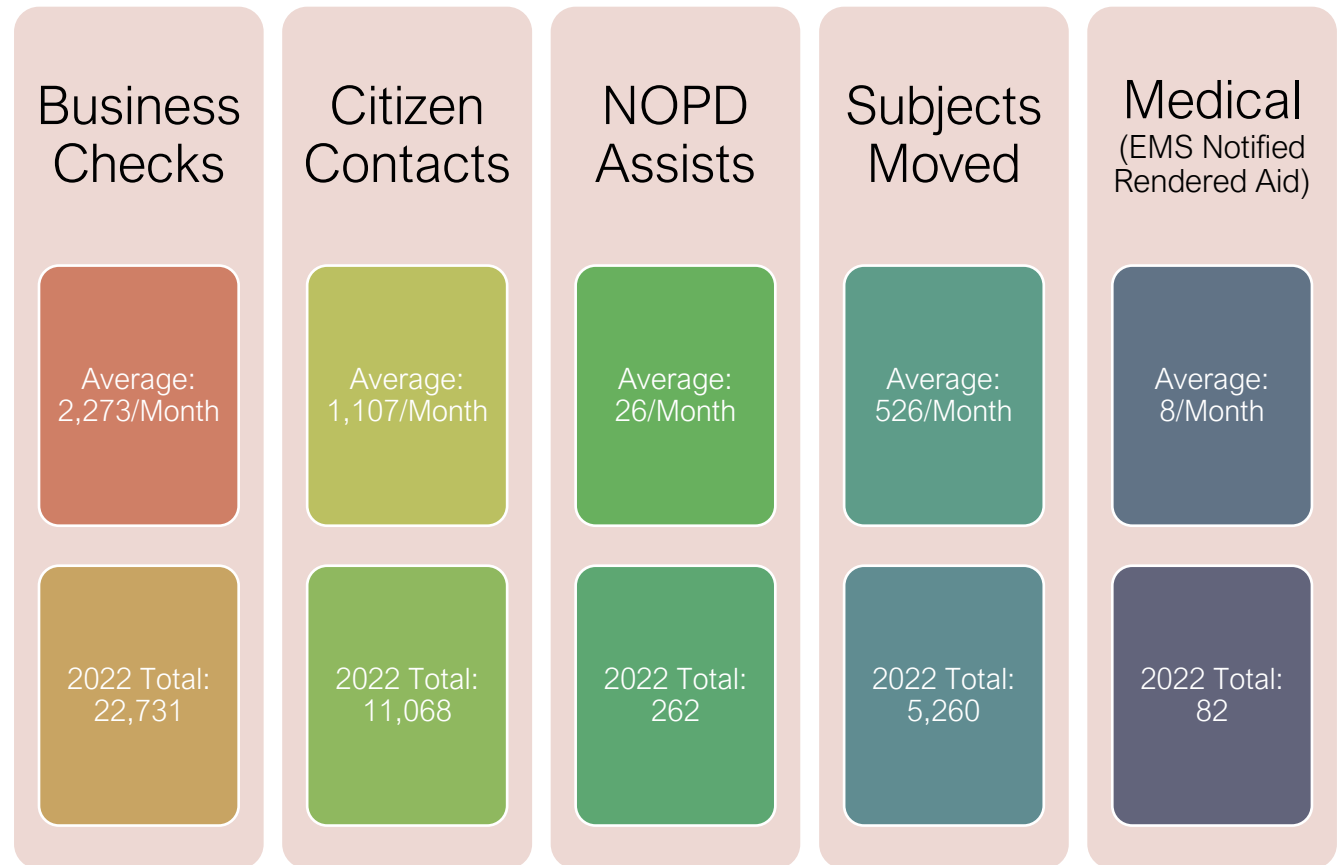 Business
Checks
Average:
2,273/Month
2022 Total:
22,731
Citizen
Contacts
Average:
1,107/Month
2022 Total:
11,068
NOPD
Assists
Average:
26/Month
2022 Total:
262
Subjects
Moved
Average:
526/Month
2022 Total:
5,260
Medical
(EMS Notified
Rendered Aid)
Average:
8/Month
2022 Total:
82